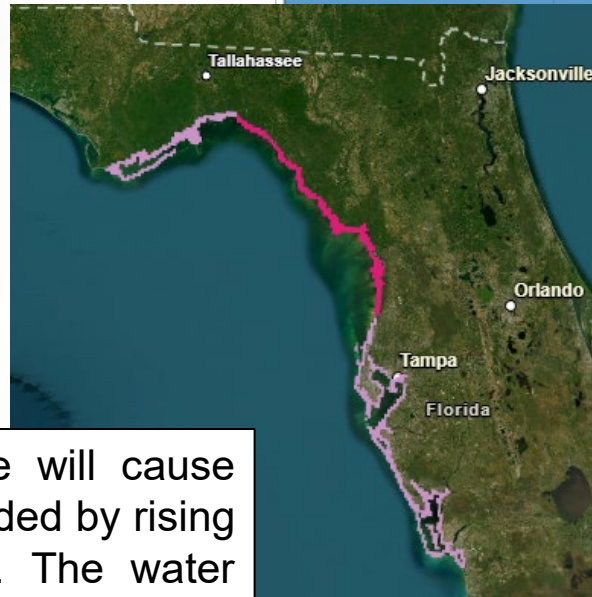 Tallahassee
Jacksonville
Orlando
Tampa
Florida
e will cause
ded by rising
. The water